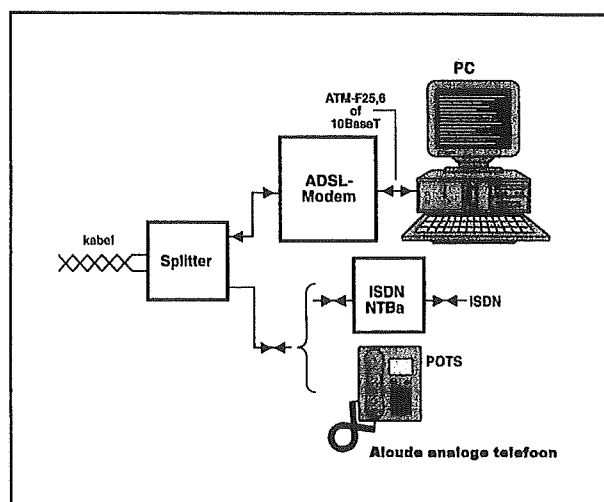 PC
ATM-F25,6
of
10BaseT
ADSL-
Modem
kabel
Splitter
ISDN
NTBa
ISDN
POTS
Aloude analoge telefoon